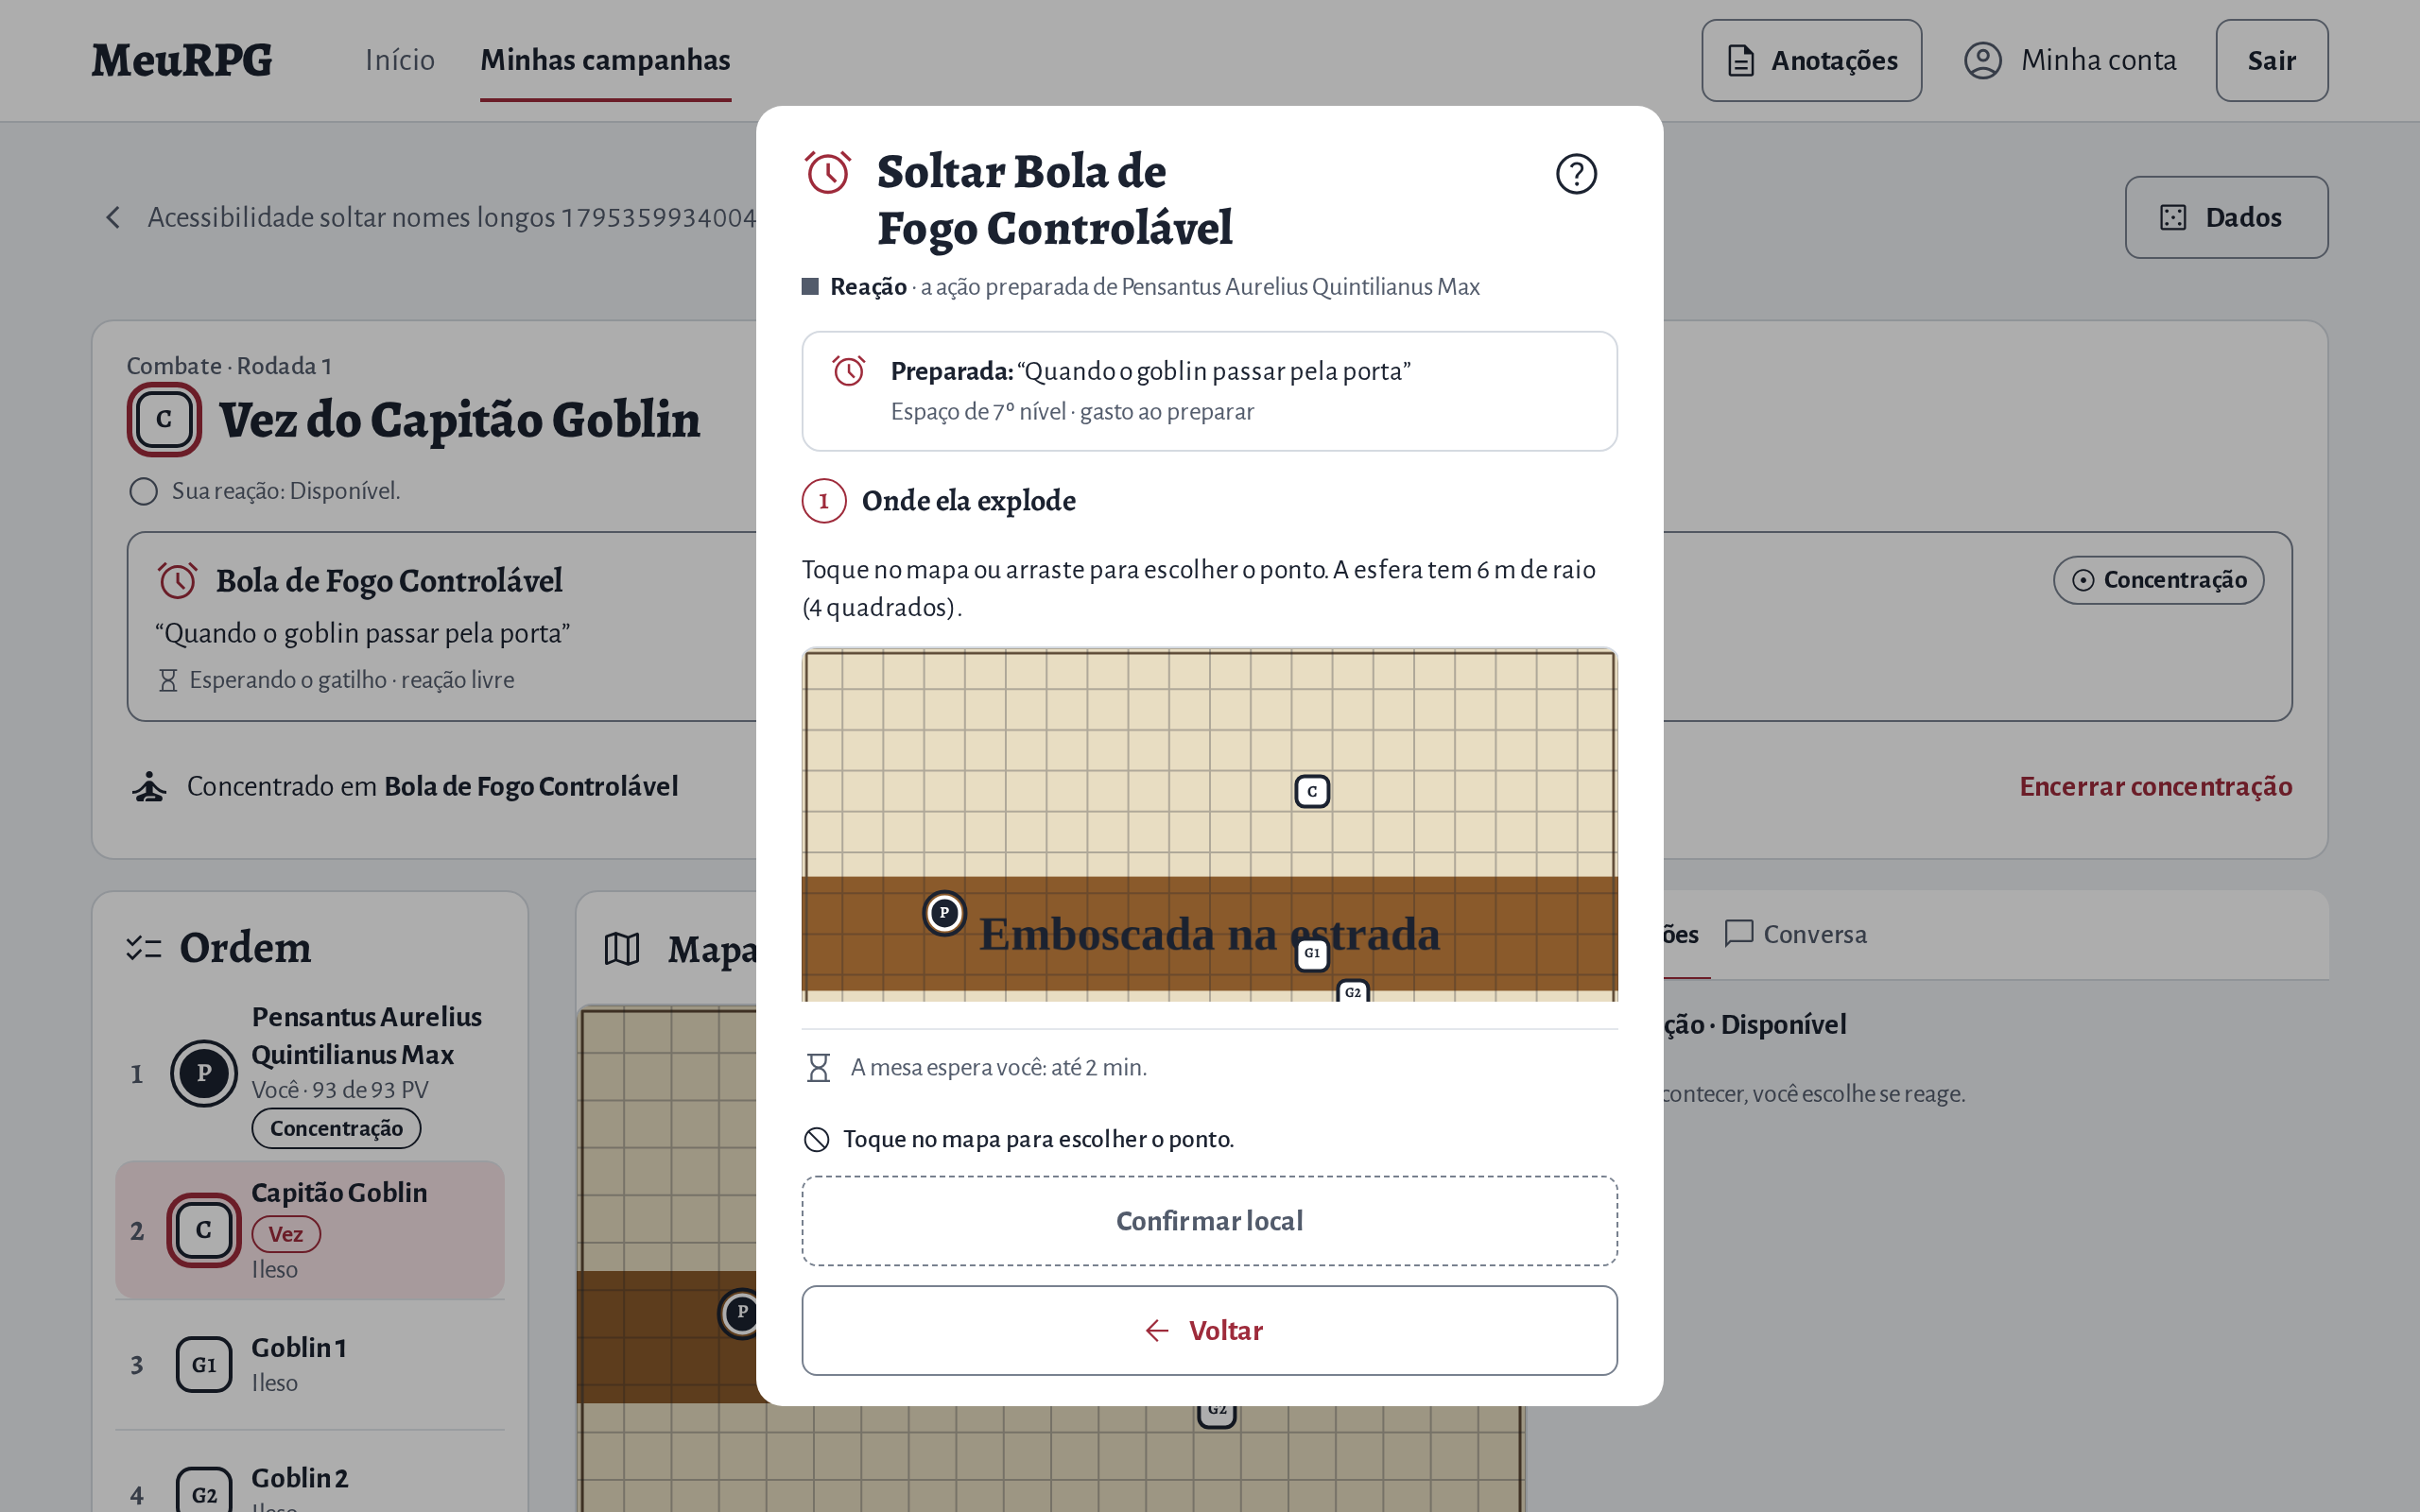 MeuRPG
Início
Minhas campanhas
Anotações
Minha conta
Sair
Acessibilidade soltar nomes longos 1795359934004
Dados
Combate · Rodada 1
C
Vez do Capitão Goblin
Sua reação: Disponível.
Bola de Fogo Controlável
Concentração
“Quando o goblin passar pela porta”
Esperando o gatilho · reação livre
Concentrado em Bola de Fogo Controlável
Encerrar concentração
Ordem
1
P
Pensantus Aurelius
Quintilianus Max
Você · 93 de 93 PV
Concentração
2
C
Capitão Goblin
Vez
Ileso
3
G1
Goblin 1
Ileso
4
G2
Goblin 2
Mapa
P
G2
Conversa
Disponível
você escolhe se reage.
Soltar Bola de
Fogo Controlável
?
Reação · a ação preparada de Pensantus Aurelius Quintilianus Max
Preparada: “Quando o goblin passar pela porta”
Espaço de 7º nível · gasto ao preparar
1
Onde ela explode
Toque no mapa ou arraste para escolher o ponto. A esfera tem 6 m de raio
(4 quadrados).
C
P
Emboscada na estrada
G1
G2
A mesa espera você: até 2 min.
Toque no mapa para escolher o ponto.
Confirmar local
Voltar